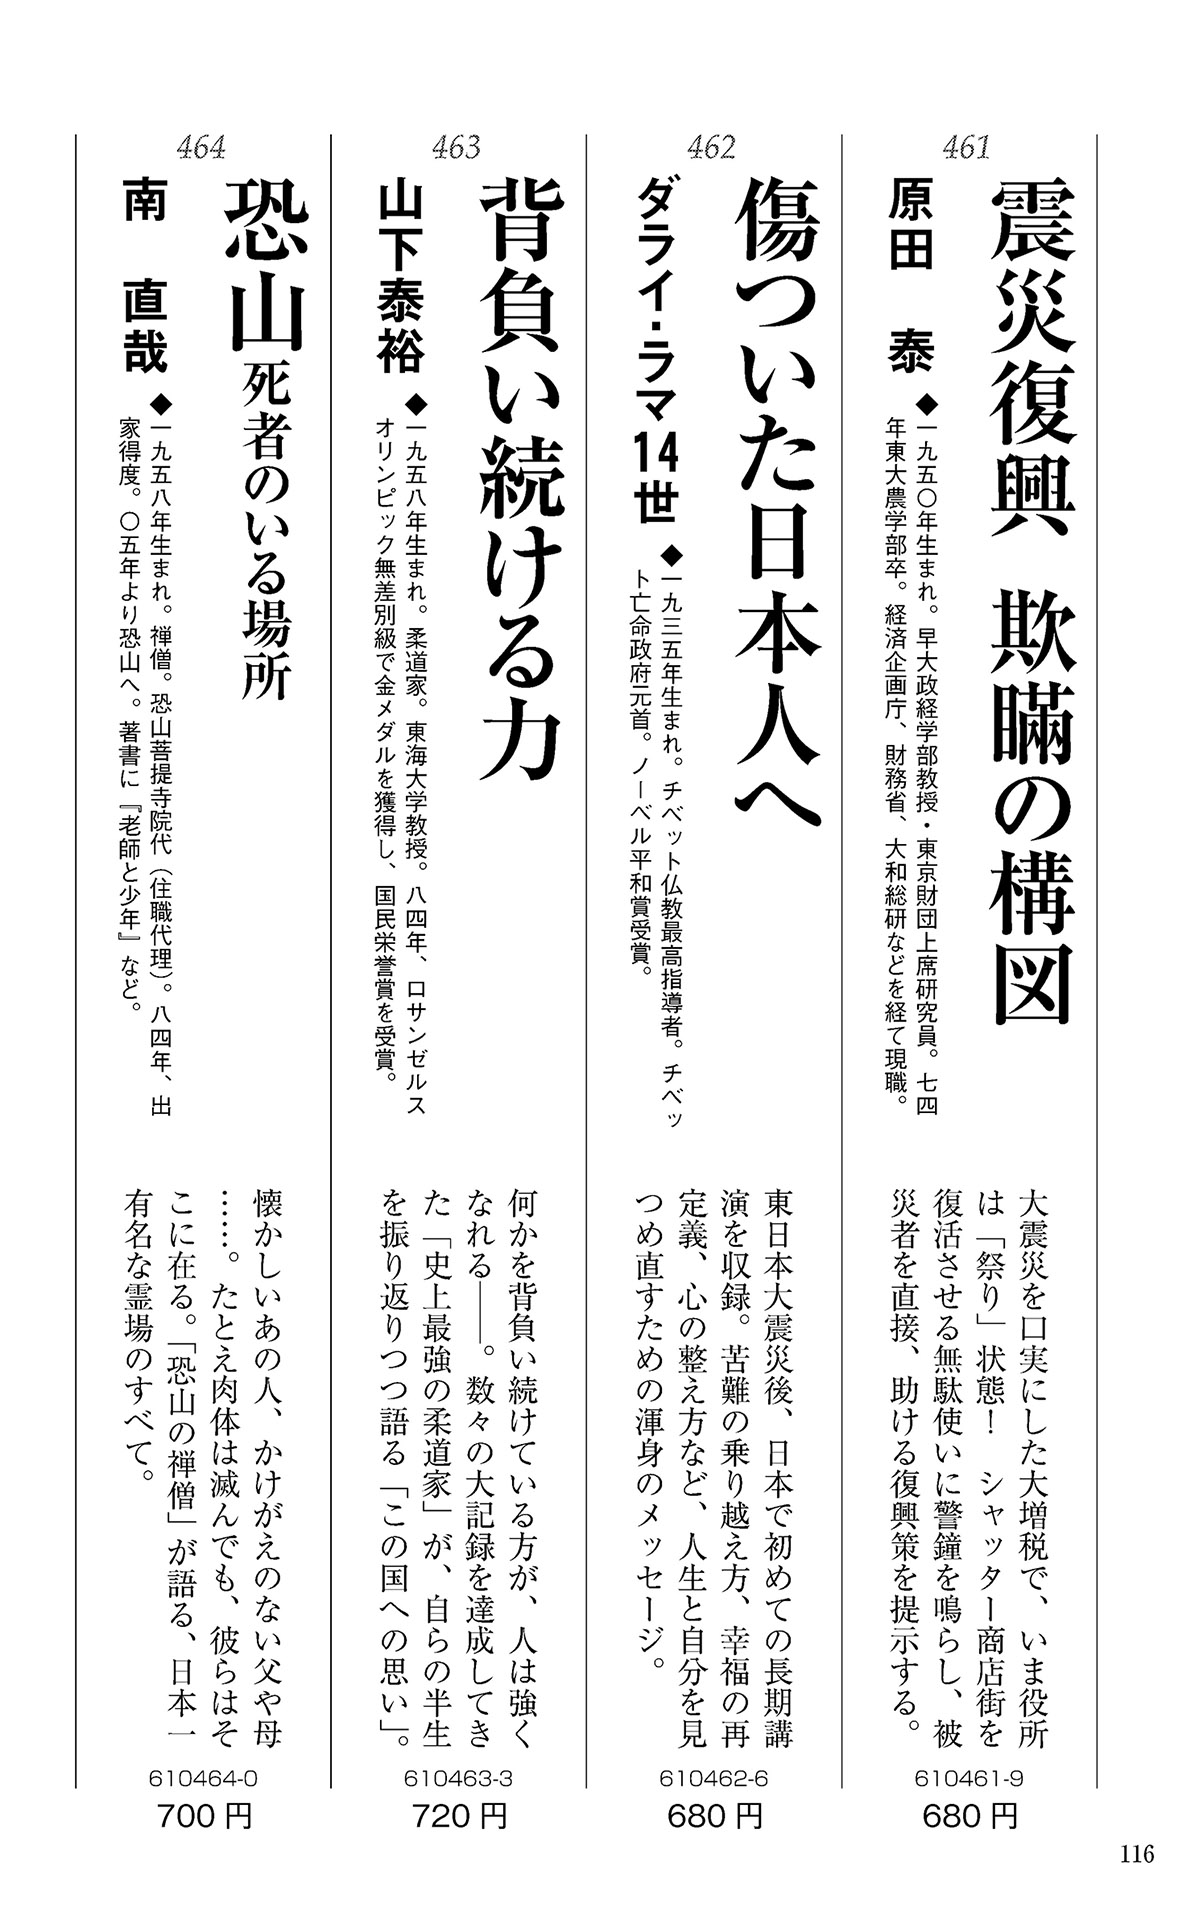 461
震災復興　欺瞞の構図
原田　泰
◆一九五〇年生まれ。早大政経学部教授・東京財団上席研究員。七四
年東大農学部卒。経済企画庁、財務省、大和総研などを経て現職。
大震災を口実にした大増税で、いま役所
は「祭り」状態！　シャッター商店街を
復活させる無駄使いに警鐘を鳴らし、被
災者を直接、助ける復興策を提示する。
610461-9
680円
462
傷ついた日本人へ
ダライ・ラマ14世
◆一九三五年生まれ。チベット仏教最高指導者。チベッ
ト亡命政府元首。ノーベル平和賞受賞。
東日本大震災後、日本で初めての長期講
演を収録。苦難の乗り越え方、幸福の再
定義、心の整え方など、人生と自分を見
つめ直すための渾身のメッセージ。
610462-6
680円
463
背負い続ける力
山下泰裕
◆一九五八年生まれ。柔道家。東海大学教授。八四年、ロサンゼルス
オリンピック無差別級で金メダルを獲得し、国民栄誉賞を受賞。
何かを背負い続けている方が、人は強く
なれる――。数々の大記録を達成してき
た「史上最強の柔道家」が、自らの半生
を振り返りつつ語る「この国への思い」。
610463-3
720円
464
恐山 死者のいる場所
南　直哉
◆一九五八年生まれ。禅僧。恐山菩提寺院代（住職代理）。八四年、出
家得度。〇五年より恐山へ。著書に『老師と少年』など。
懐かしいあの人、かけがえのない父や母
……。たとえ肉体は滅んでも、彼らはそ
こに在る。「恐山の禅僧」が語る、日本一
有名な霊場のすべて。
610464-0
700円
116